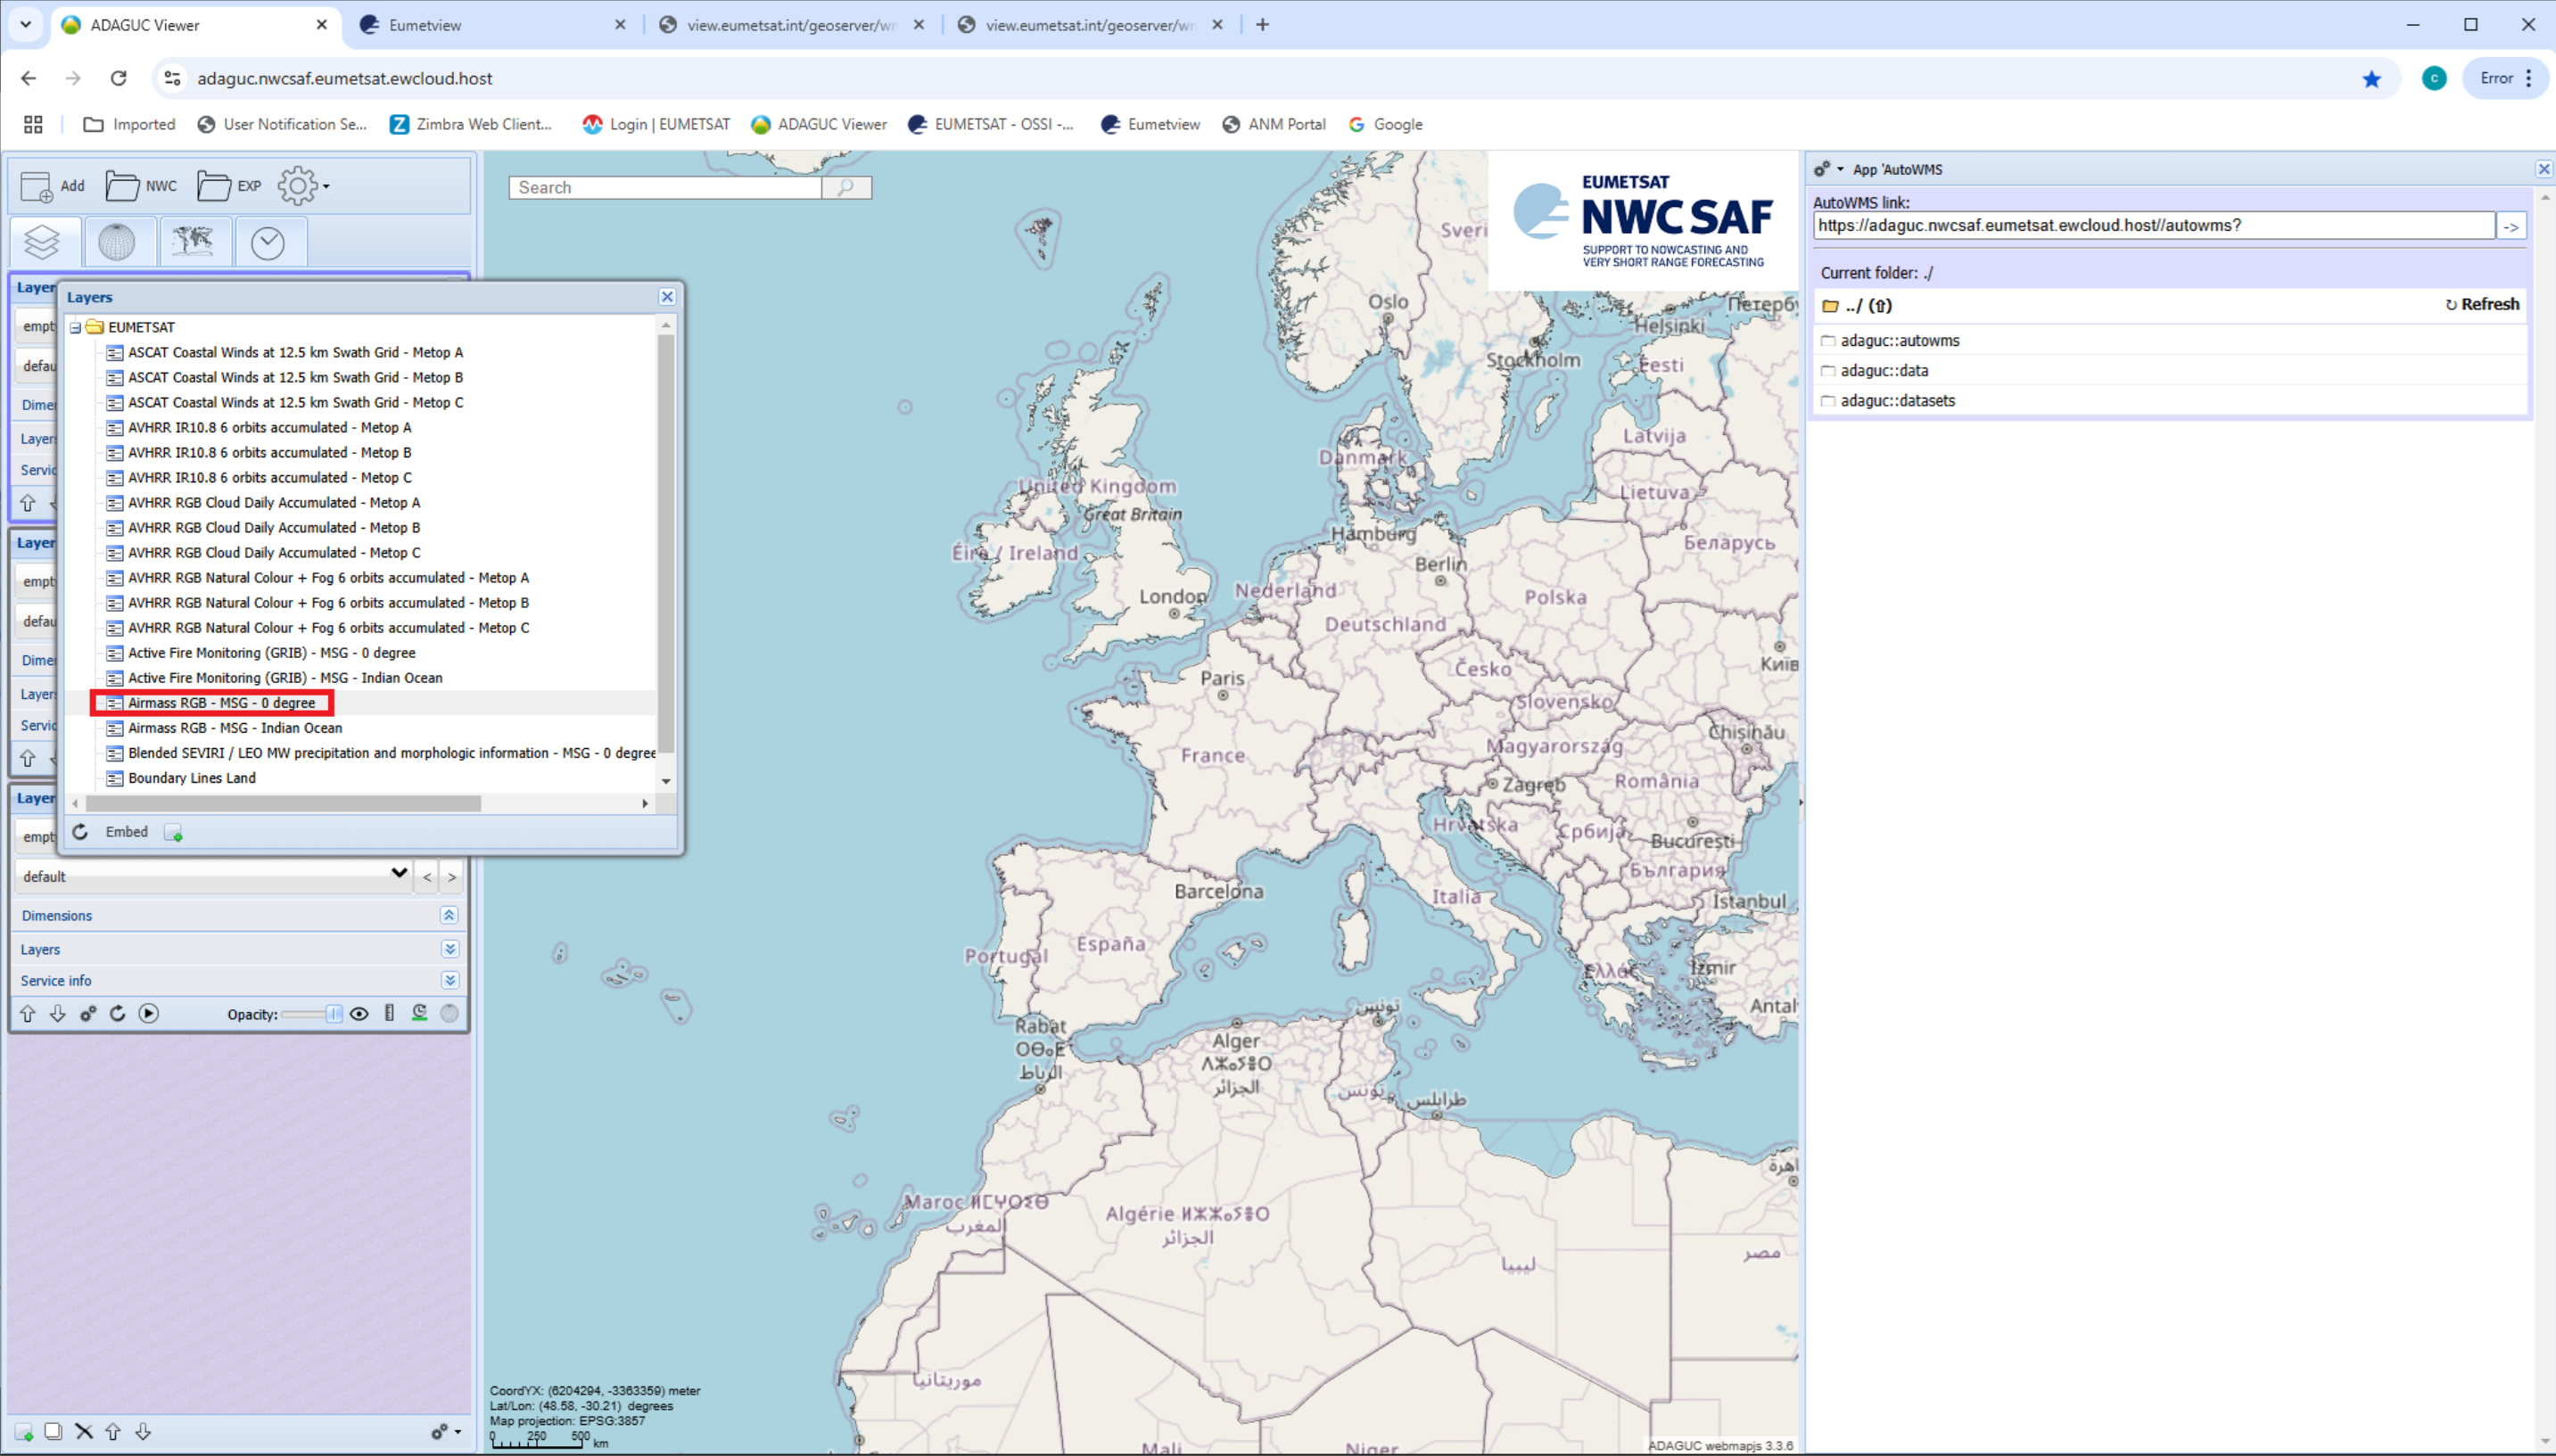 ADAGUC Viewer
Eumetview
view.eumetsat.int/geoserver/wm
view.eumetsat.int/geoserver/wm
adaguc.nwcsaf.eumetsat.ewcloud.host
Error
Imported
User Notification Se...
Zimbra Web Client...
Login | EUMETSAT
ADAGUC Viewer
EUMETSAT - OSSI -...
Eumetview
ANM Portal
Google
Add
NWC
EXP
Layers
EUMETSAT
ASCAT Coastal Winds at 12.5 km Swath Grid - Metop A
ASCAT Coastal Winds at 12.5 km Swath Grid - Metop B
ASCAT Coastal Winds at 12.5 km Swath Grid - Metop C
AVHRR IR10.8 6 orbits accumulated - Metop A
AVHRR IR10.8 6 orbits accumulated - Metop B
AVHRR IR10.8 6 orbits accumulated - Metop C
AVHRR RGB Cloud Daily Accumulated - Metop A
AVHRR RGB Cloud Daily Accumulated - Metop B
AVHRR RGB Cloud Daily Accumulated - Metop C
AVHRR RGB Natural Colour + Fog 6 orbits accumulated - Metop A
AVHRR RGB Natural Colour + Fog 6 orbits accumulated - Metop B
AVHRR RGB Natural Colour + Fog 6 orbits accumulated - Metop C
Active Fire Monitoring (GRIB) - MSG - 0 degree
Active Fire Monitoring (GRIB) - MSG - Indian Ocean
Airmass RGB - MSG - 0 degree
Airmass RGB - MSG - Indian Ocean
Blended SEVIRI / LEO MW precipitation and morphologic information - MSG - 0 degree
Boundary Lines Land
Embed
Layer
empt
defau
Dimer
Layers
Servic
Layer
empt
defau
Dimer
Layers
Servic
Layer
empt
default
< >
Dimensions
Layers
Service info
Opacity:
Search
EUMETSAT
NWC SAF
SUPPORT TO NOWCASTING AND
VERY SHORT RANGE FORECASTING
Sveri
Oslo
Петербу
Helsinki
Stockholm
Eesti
Latvija
Danmark
United Kingdom
Lietuva
Great Britain
Hamburg
Беларусь
Éire / Ireland
Berlin
London
Nederland
Polska
Deutschland
Київ
Česko
Paris
Slovensko
Chișinău
Magyarország
France
Zagreb
România
Hrvatska
Србија
București
България
Barcelona
Italia
İstanbul
España
Portugal
Ελλάς
İzmir
Antal
تونس
Rabat
ⵔⴱⴰⵟ
الرباط
Alger
ⴷⵣⴰⵢⵔ
الجزائر
تونس
طرابلس
Maroc ⵍⵎⵖⵔⵉⴱ
المغرب
Algérie ⵍⵣⵣⴰⵢⴻⵔ
الجزائر
ليبيا
مصر
موريتانيا
Mali
Niger
CoordYX: (6204294, -3363359) meter
Lat/Lon: (48.58, -30.21) degrees
Map projection: EPSG:3857
0 250 500 km
ADAGUC webmapjs 3.3.6
App 'AutoWMS
AutoWMS link:
https://adaguc.nwcsaf.eumetsat.ewcloud.host//autowms?
->
Current folder: ./
../ (⇧)
↻ Refresh
adaguc::autowms
adaguc::data
adaguc::datasets